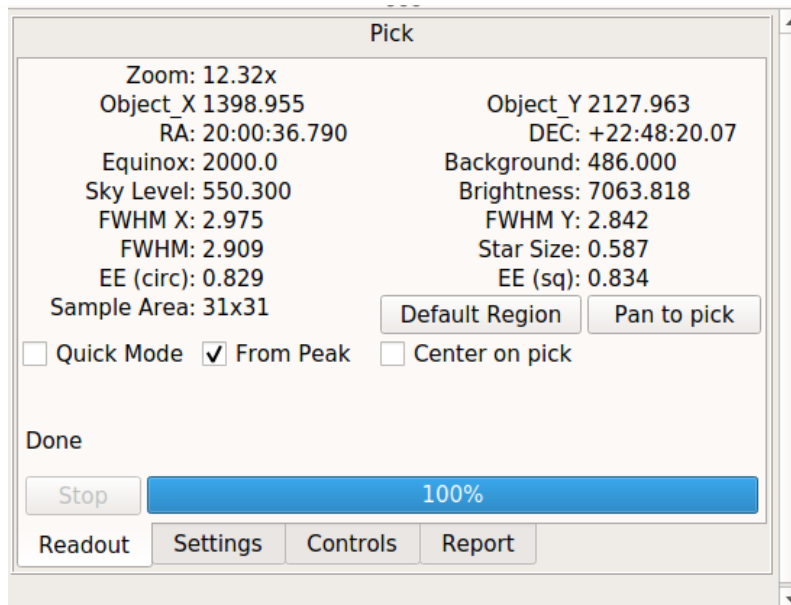 Pick
Zoom: 12.32x
Object_X 1398.955 Object_Y 2127.963
RA: 20:00:36.790 DEC: +22:48:20.07
Equinox: 2000.0 Background: 486.000
Sky Level: 550.300 Brightness: 7063.818
FWHM X: 2.975 FWHM Y: 2.842
FWHM: 2.909 Star Size: 0.587
EE (circ): 0.829 EE (sq): 0.834
Sample Area: 31x31 Default Region Pan to pick
Quick Mode From Peak Center on pick
Done
Stop 100%
Readout Settings Controls Report